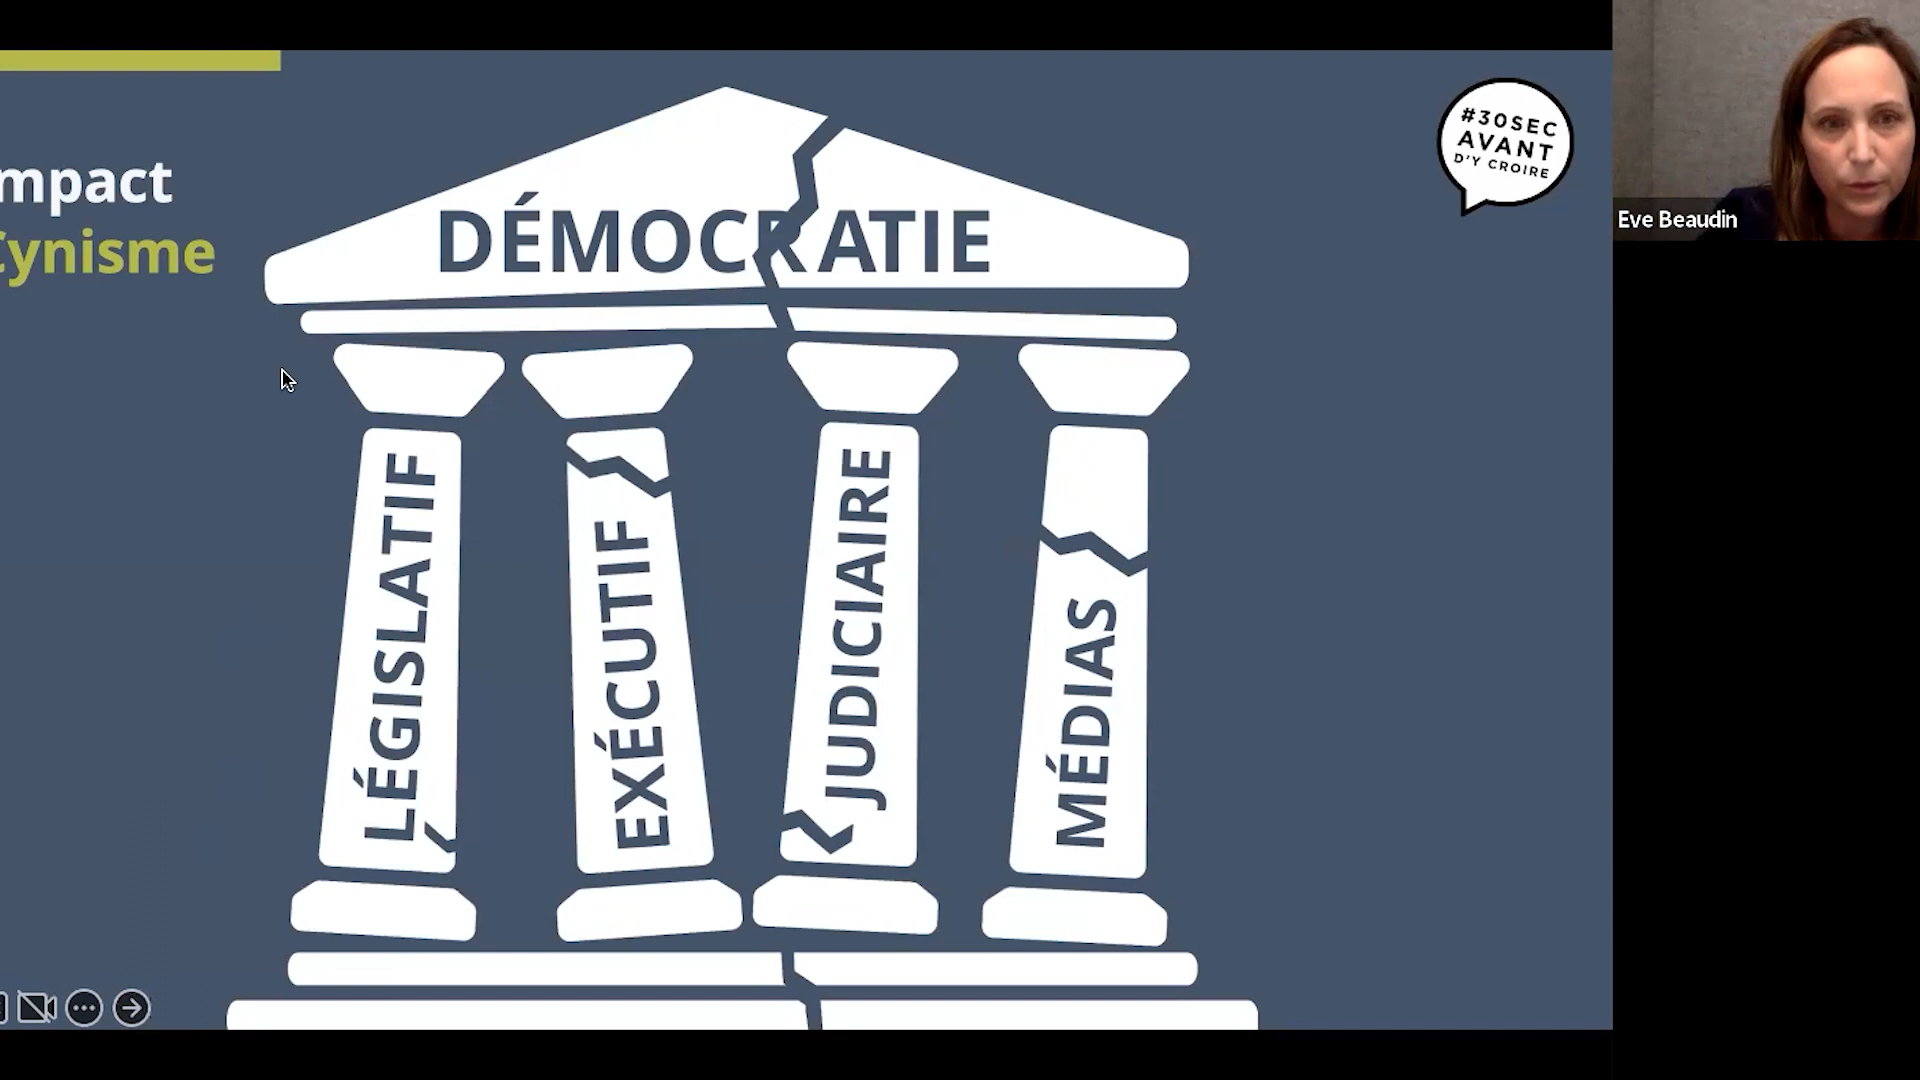 mpact
Cynisme
DÉMOCRATIE
LÉGISLATIF
EXÉCUTIF
JUDICIAIRE
MÉDIAS
#30SEC
AVANT
D'Y CROIRE
Eve Beaudin